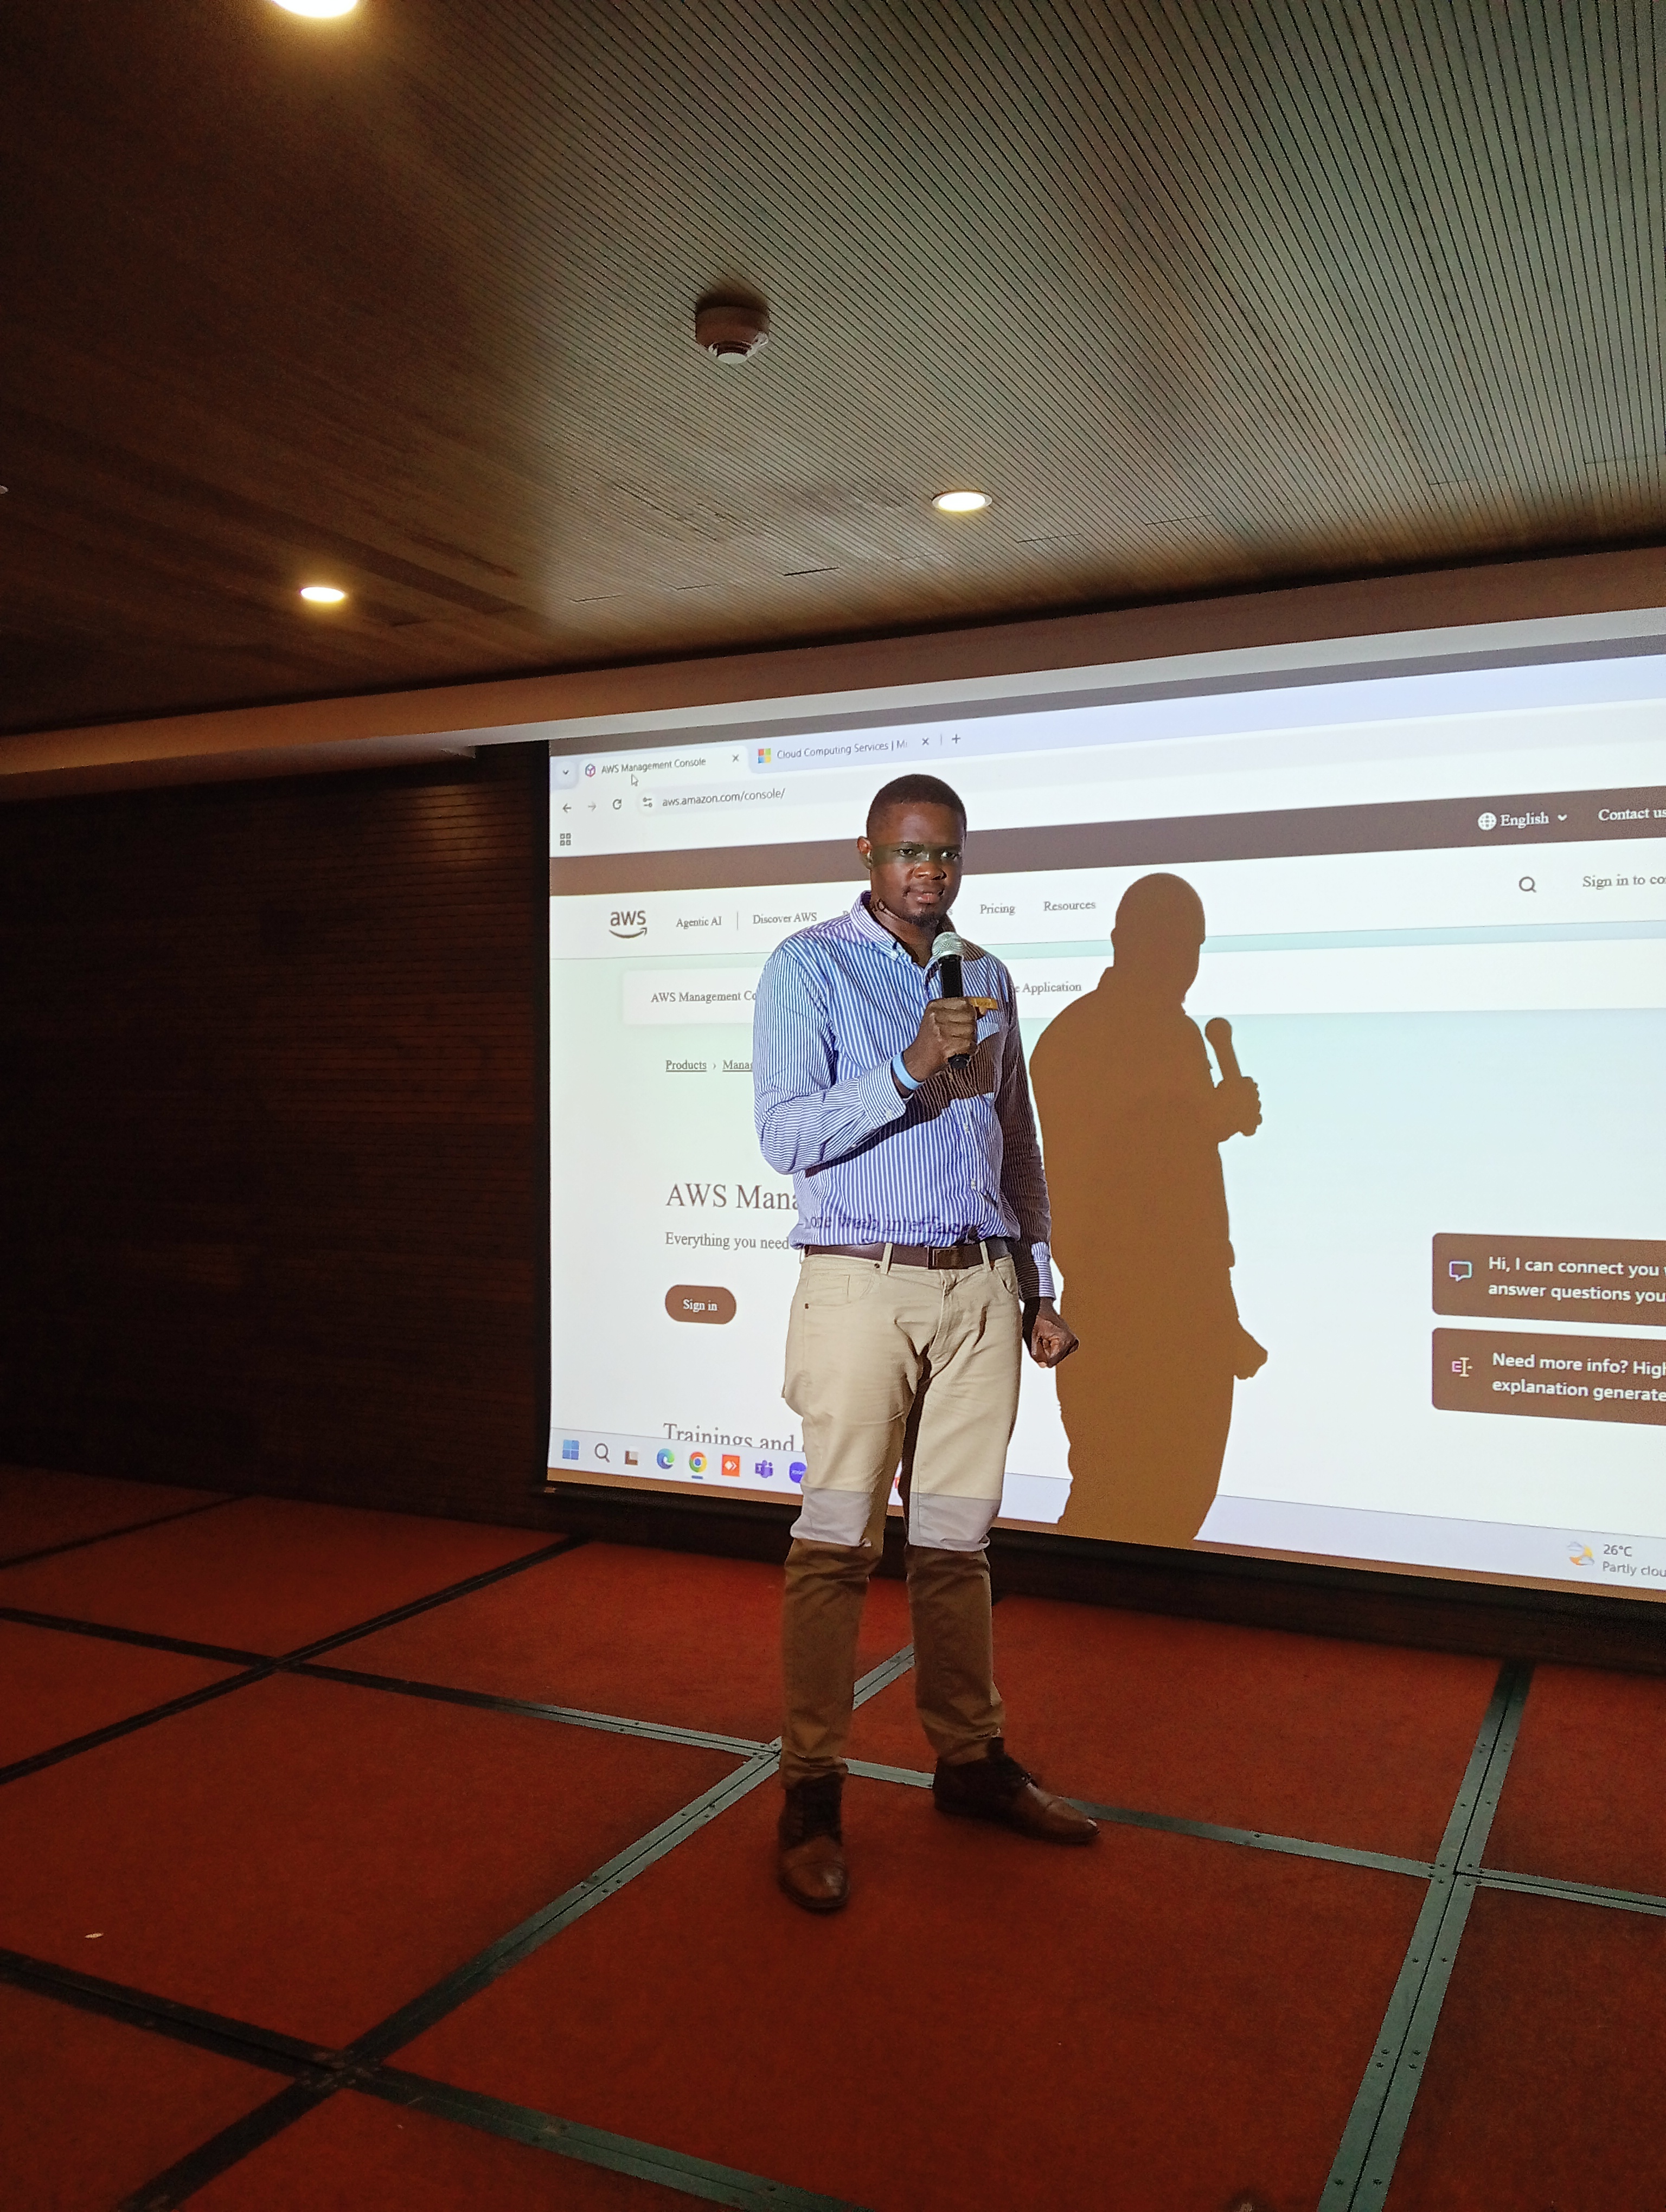 AWS Management Console
Cloud Computing Services | Mi
aws.amazon.com/console/
English
Contact us
aws
Agentic AI
Discover AWS
Pricing
Resources
Sign in to co
AWS Management Co
Application
Products › Mana
AWS Mana
Everything you need
Sign in
Hi, I can connect you
answer questions you
Need more info? High
explanation generate
Trainings and
26°C
Partly clou